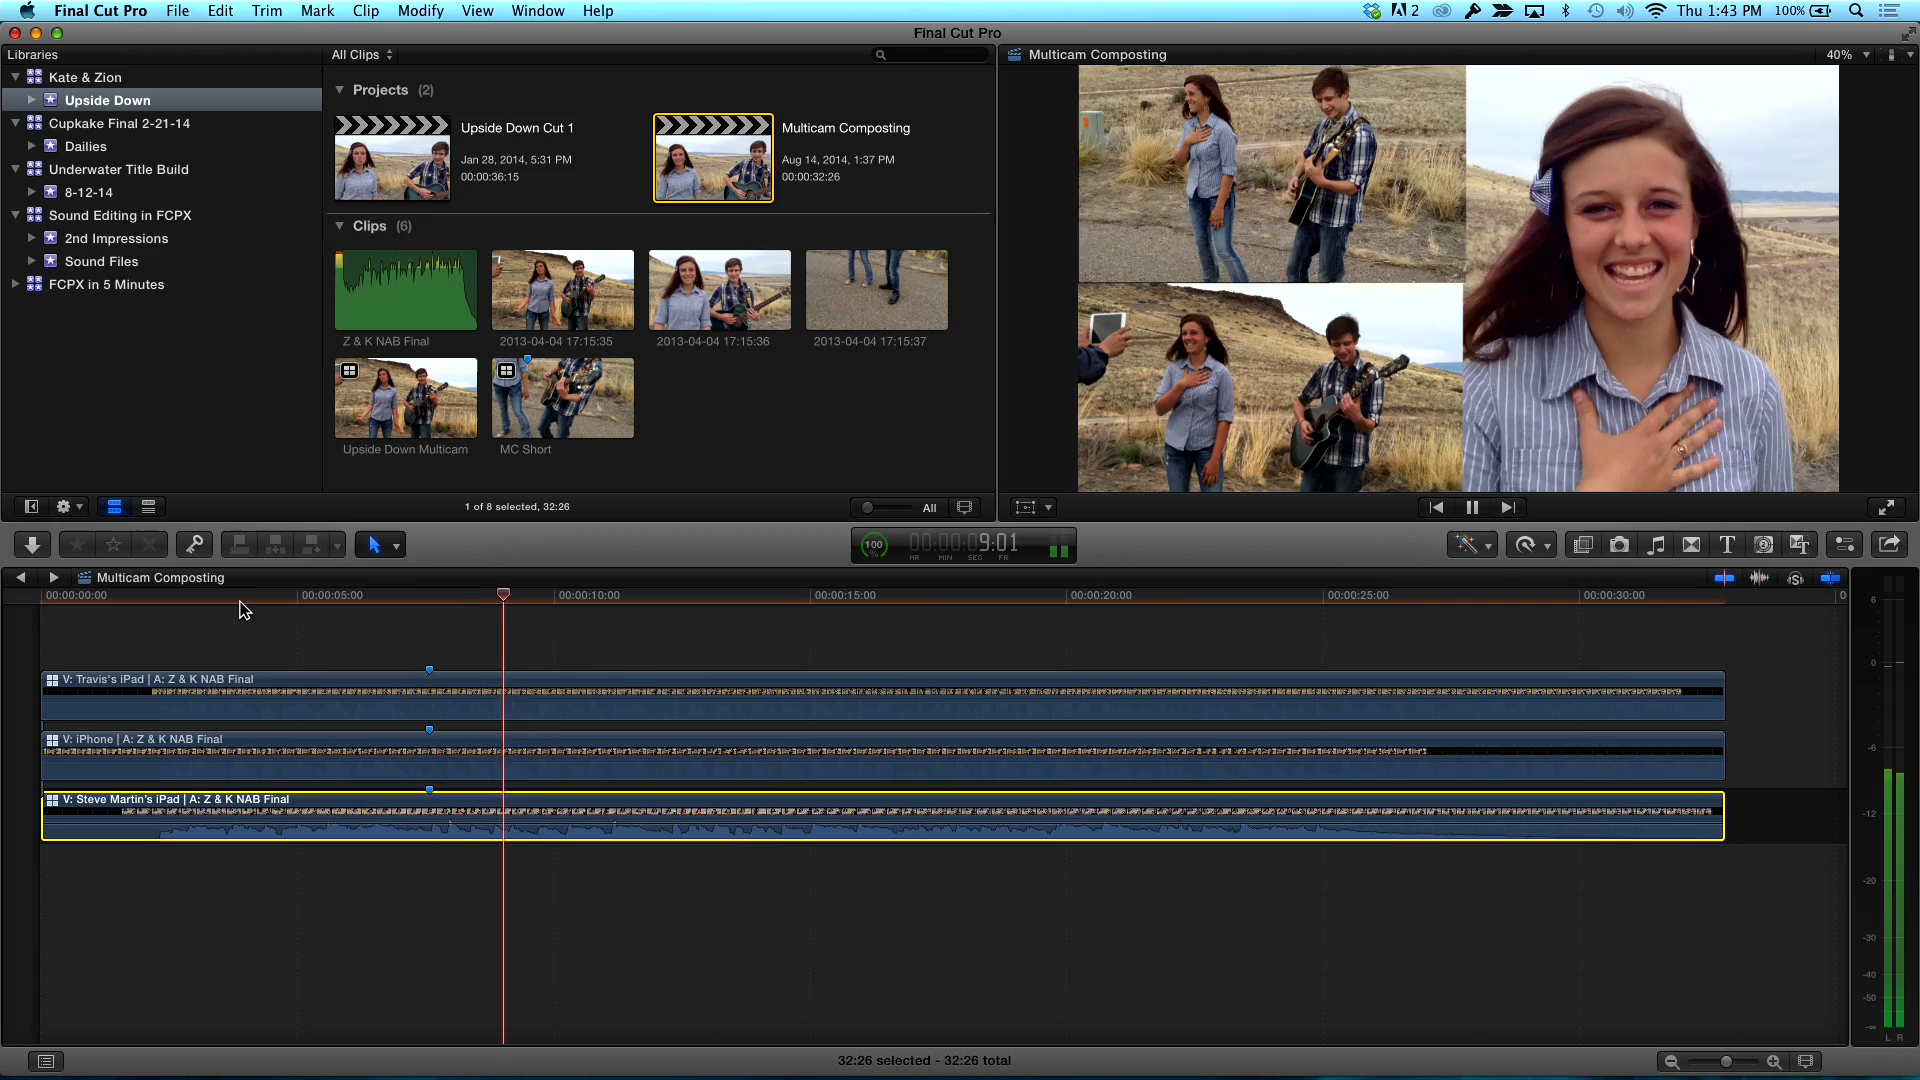 Final Cut Pro File Edit Trim Mark Clip Modify View Window Help
2 Thu 1:43 PM 100%
Final Cut Pro
Libraries
Kate & Zion
Upside Down
Cupkake Final 2-21-14
Dailies
Underwater Title Build
8-12-14
Sound Editing in FCPX
2nd Impressions
Sound Files
FCPX in 5 Minutes
All Clips
Projects (2)
Upside Down Cut 1
Jan 28, 2014, 5:31 PM
00:00:36:15
Multicam Composting
Aug 14, 2014, 1:37 PM
00:00:32:26
Clips (6)
Z & K NAB Final
2013-04-04 17:15:35
2013-04-04 17:15:36
2013-04-04 17:15:37
Upside Down Multicam
MC Short
1 of 8 selected, 32:26
All
Multicam Composting
40%
100
%
00:00:09:01
HR MIN SEC FR
Multicam Composting
00:00:00:00
00:00:05:00
00:00:10:00
00:00:15:00
00:00:20:00
00:00:25:00
00:00:30:00
0
V: Travis's iPad | A: Z & K NAB Final
V: iPhone | A: Z & K NAB Final
V: Steve Martin's iPad | A: Z & K NAB Final
6
0
-6
-12
-20
-30
-40
-50
-∞
L R
32:26 selected - 32:26 total